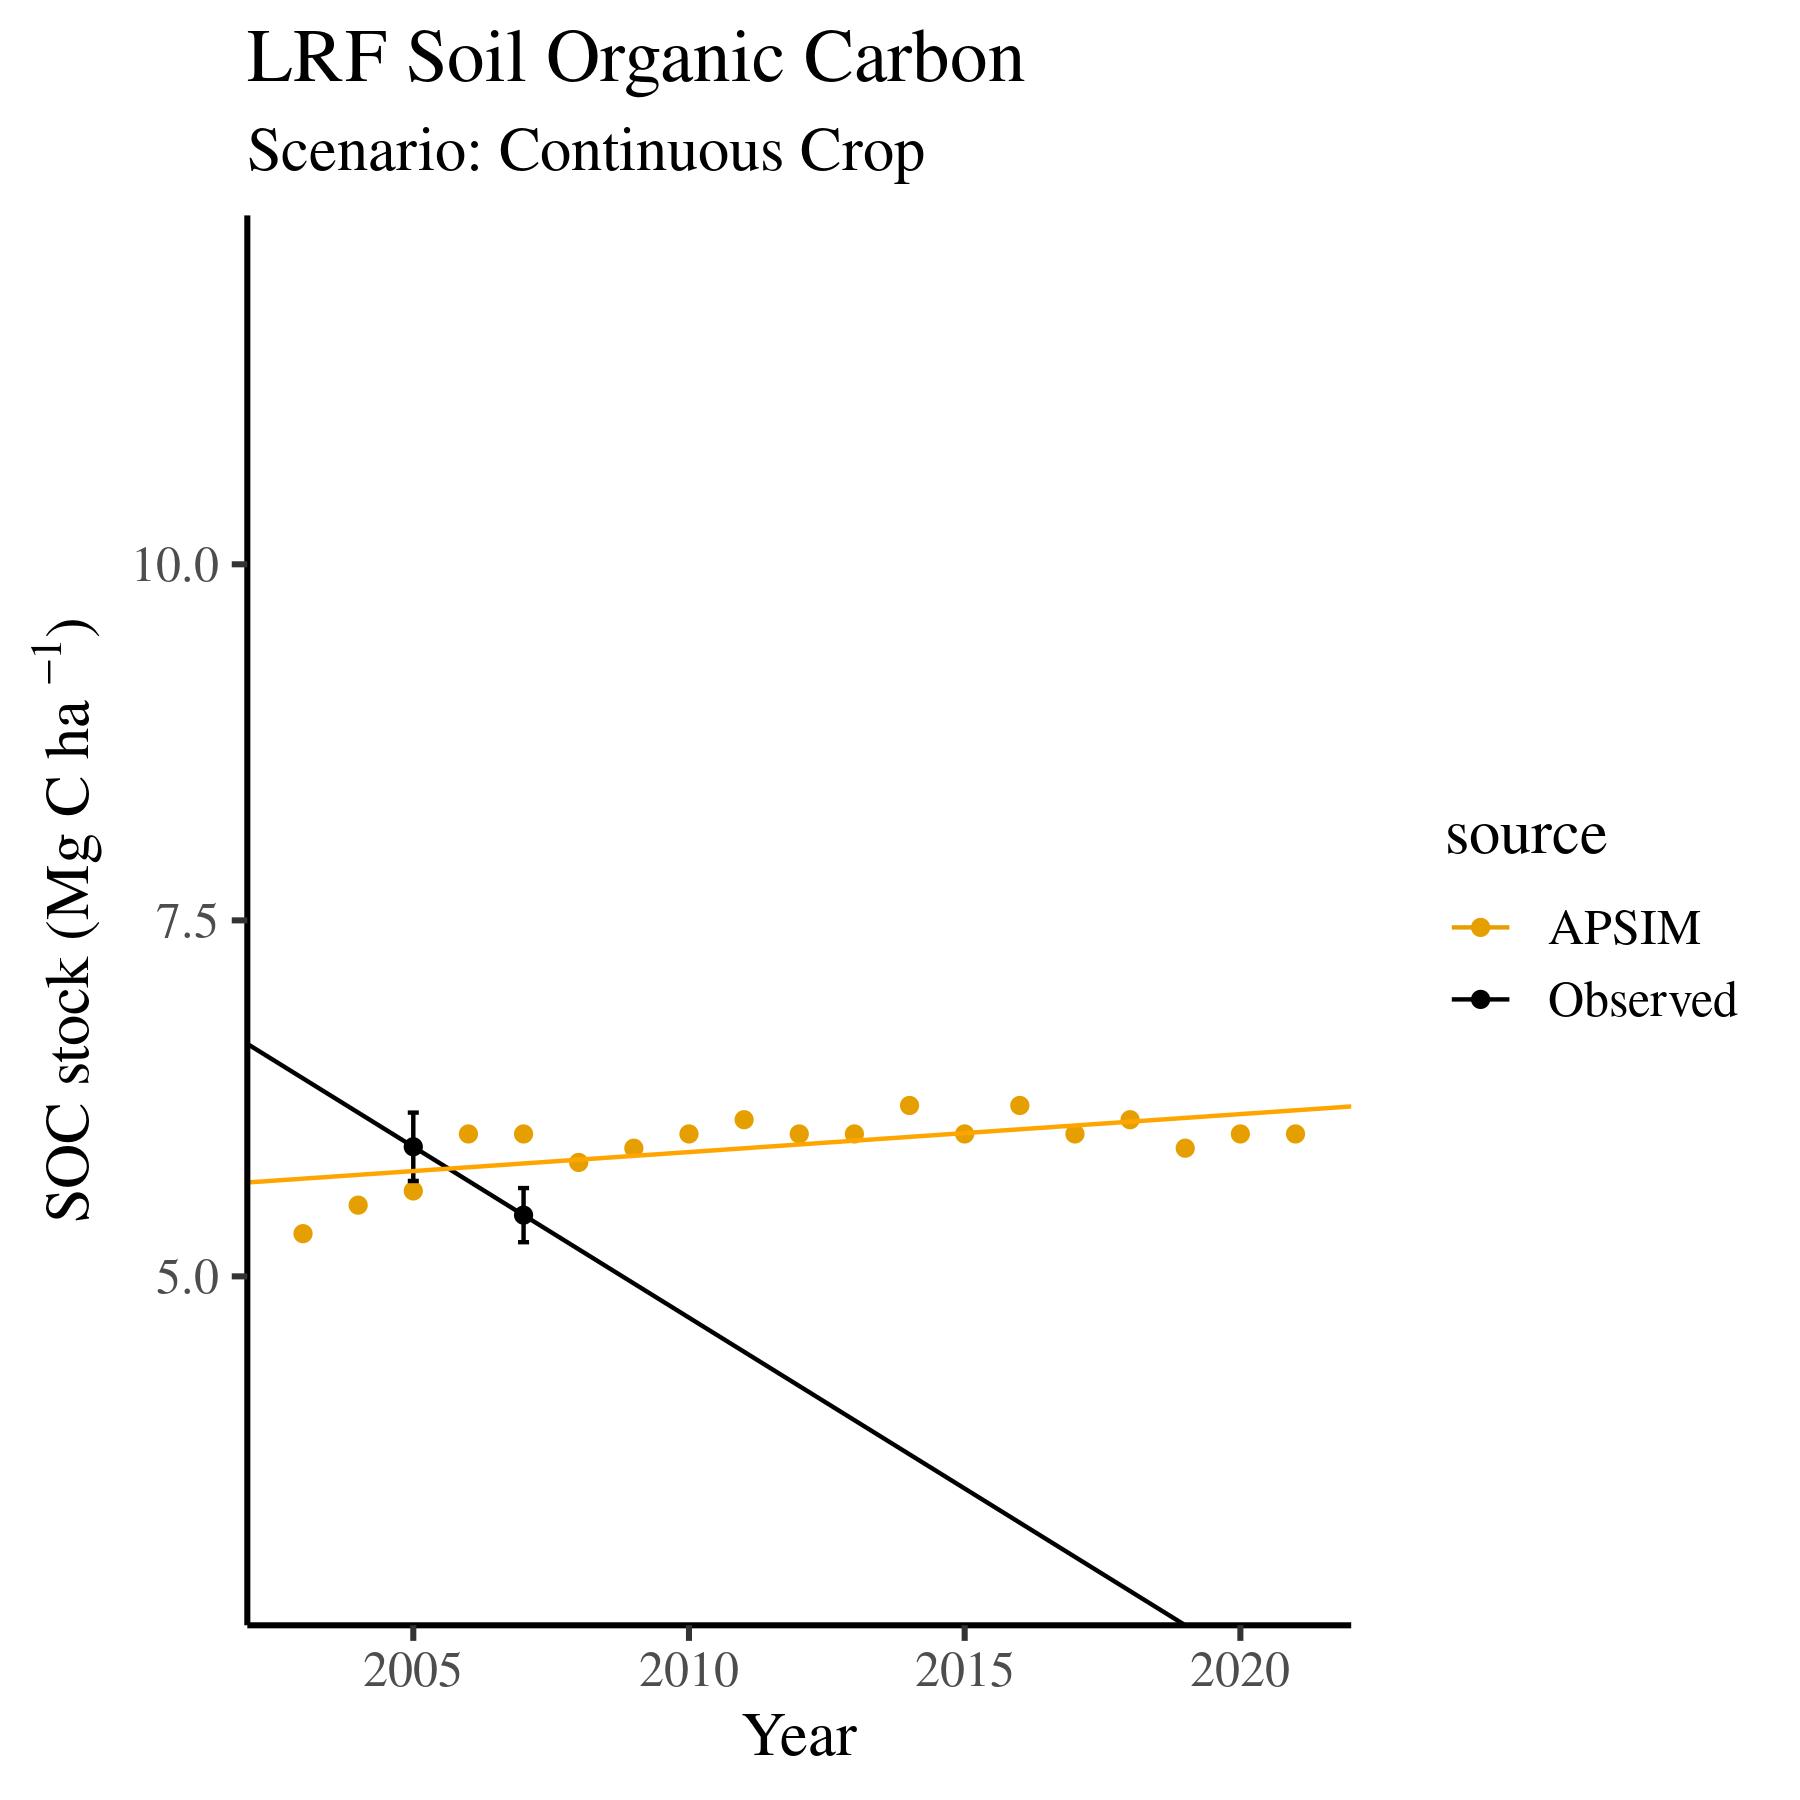 LRF Soil Organic Carbon
Scenario: Continuous Crop
SOC stock (Mg C ha ⁻¹)
10.0
7.5
5.0
2005 2010 2015 2020
Year
source
APSIM
Observed